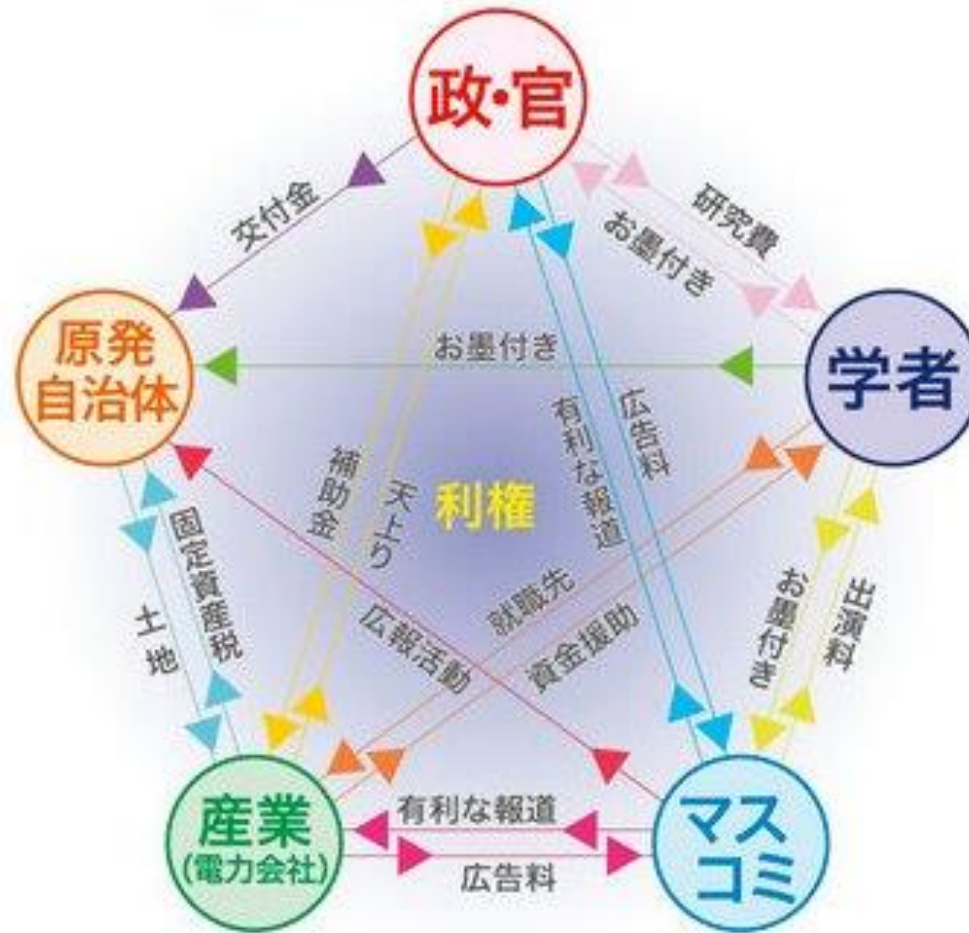 政・官
交付金
研究費
お墨付き
原発
自治体
お墨付き
学者
有利な報道
広告料
補助金
天上り
利権
固定資産税
土地
広報活動
就職先
資金援助
お墨付き
出演料
産業
(電力会社)
有利な報道
広告料
マス
コミ